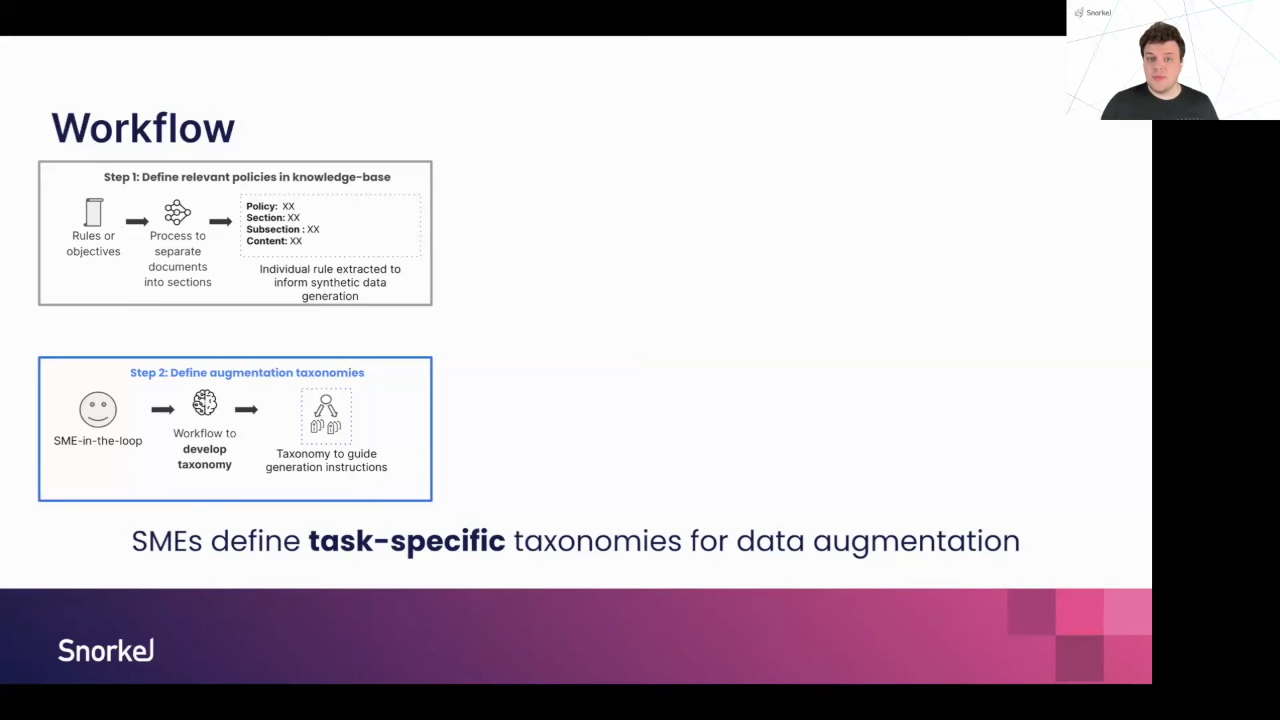 Snorkel
Workflow
Step 1: Define relevant policies in knowledge-base
Rules or
objectives
Process to
separate
documents
into sections
Policy: XX
Section: XX
Subsection : XX
Content: XX
Individual rule extracted to
inform synthetic data
generation
Step 2: Define augmentation taxonomies
SME-in-the-loop
Workflow to
develop
taxonomy
Taxonomy to guide
generation instructions
SMEs define task-specific taxonomies for data augmentation
Snorkel